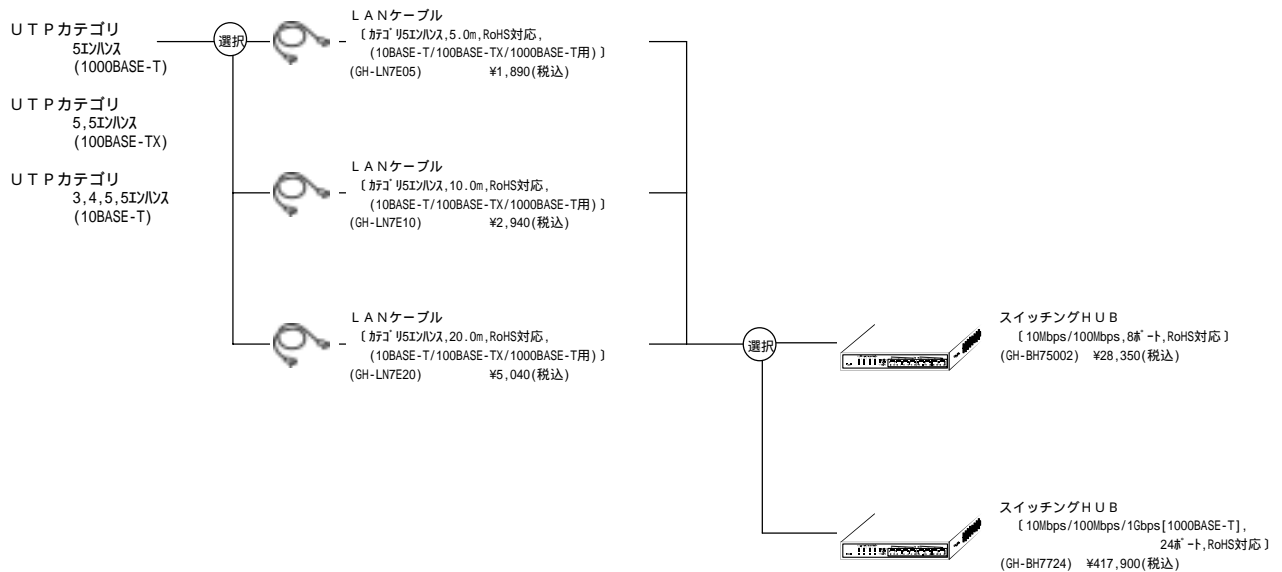 ＵＴＰカテゴリ
5ｴﾝﾊﾝｽ
(1000BASE-T)
ＵＴＰカテゴリ
5,5ｴﾝﾊﾝｽ
(100BASE-TX)
ＵＴＰカテゴリ
3,4,5,5ｴﾝﾊﾝｽ
(10BASE-T)
選択
ＬＡＮケーブル
〔ｶﾃｺﾞﾘ5ｴﾝﾊﾝｽ,5.0m,RoHS対応,
(10BASE-T/100BASE-TX/1000BASE-T用)〕
(GH-LN7E05) ¥1,890(税込)
ＬＡＮケーブル
〔ｶﾃｺﾞﾘ5ｴﾝﾊﾝｽ,10.0m,RoHS対応,
(10BASE-T/100BASE-TX/1000BASE-T用)〕
(GH-LN7E10) ¥2,940(税込)
ＬＡＮケーブル
〔ｶﾃｺﾞﾘ5ｴﾝﾊﾝｽ,20.0m,RoHS対応,
(10BASE-T/100BASE-TX/1000BASE-T用)〕
(GH-LN7E20) ¥5,040(税込)
選択
スイッチングＨＵＢ
〔10Mbps/100Mbps,8ﾎﾟｰﾄ,RoHS対応〕
(GH-BH75002) ¥28,350(税込)
スイッチングＨＵＢ
〔10Mbps/100Mbps/1Gbps[1000BASE-T],
24ﾎﾟｰﾄ,RoHS対応〕
(GH-BH7724) ¥417,900(税込)